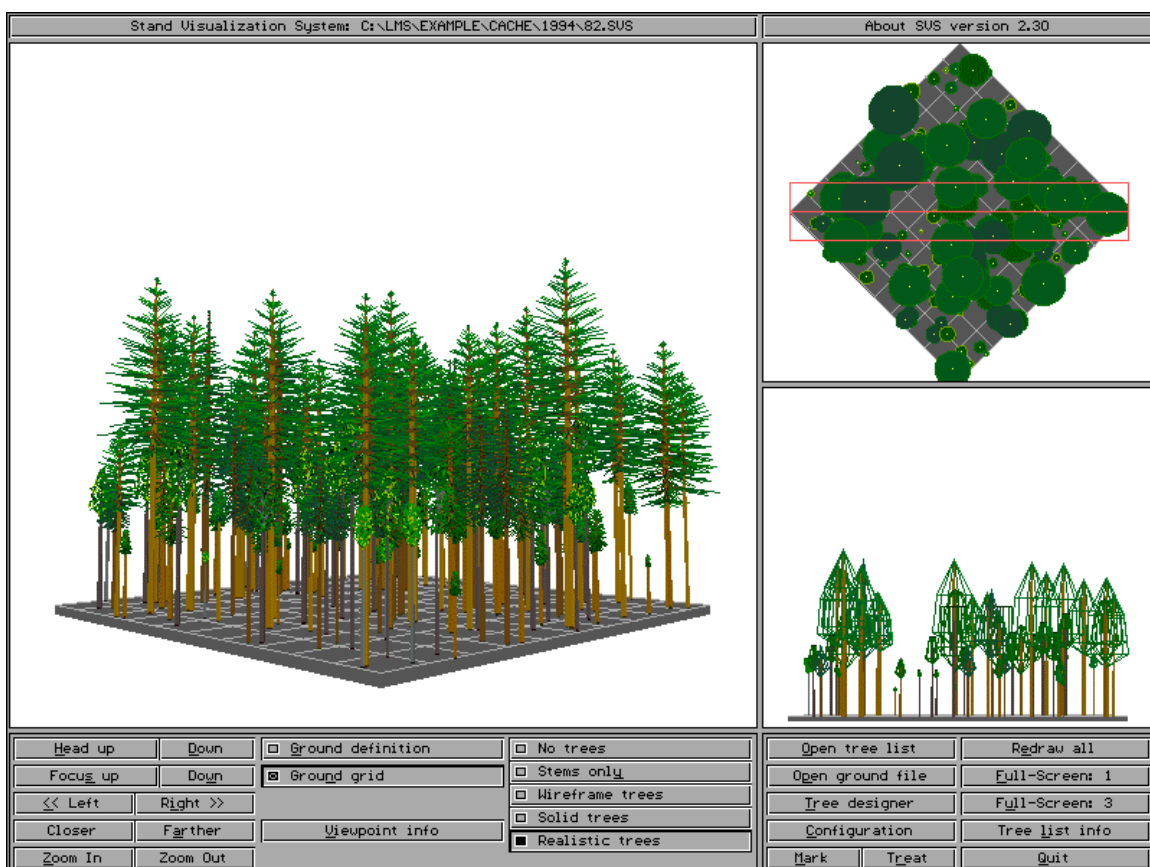 Stand Visualization System: C:\LMS\EXAMPLE\CACHE\1994\82.SVS
About SVS version 2.30
Head up
Down
Ground definition
No trees
Open tree list
Redraw all
Focus up
Down
Ground grid
Stems only
Open ground file
Full-Screen: 1
<< Left
Right >>
Wireframe trees
Tree designer
Full-Screen: 3
Closer
Farther
Viewpoint info
Solid trees
Configuration
Tree list info
Zoom In
Zoom Out
Realistic trees
Mark
Treat
Quit